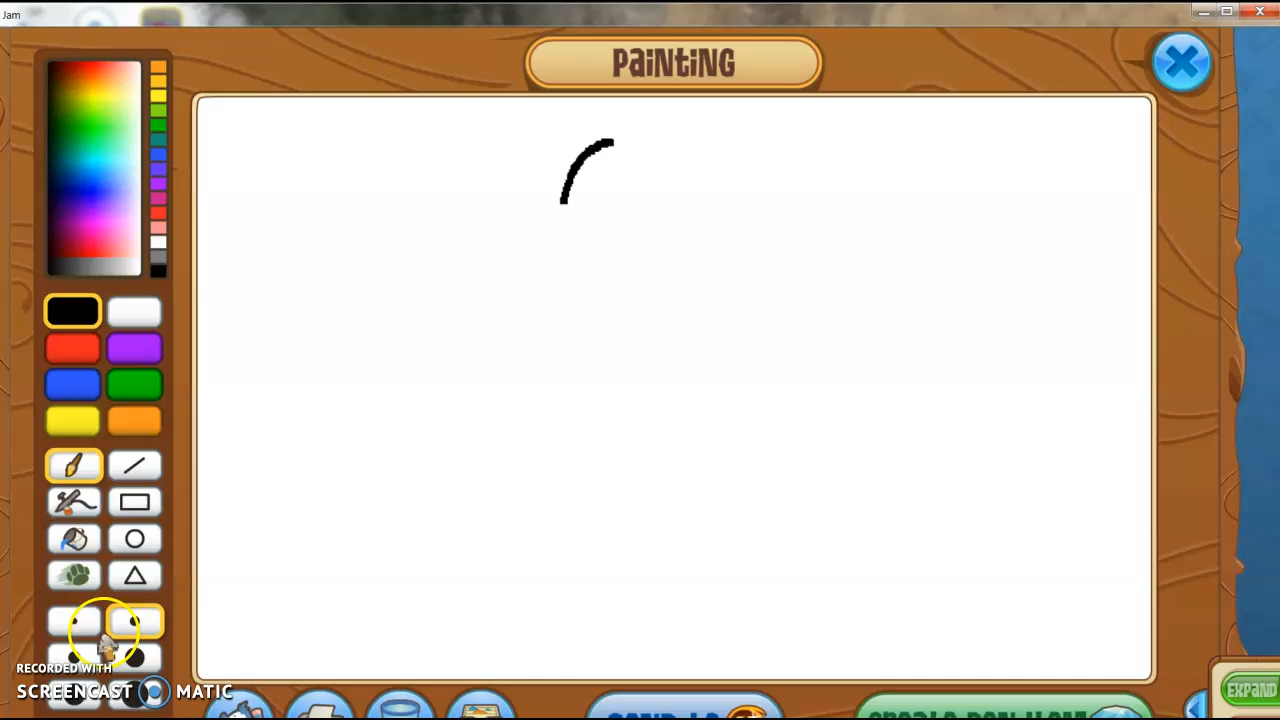 Jam
PAINTING
RECORDED WITH
SCREENCAST MATIC
EXPAND